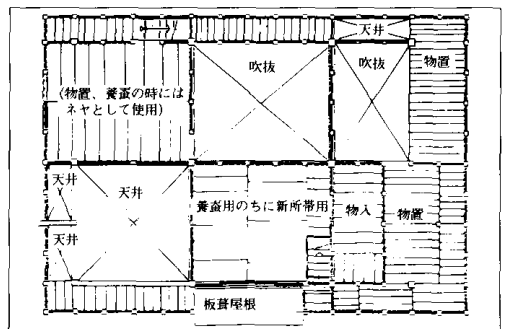 天井
吹抜
吹抜
物置
(物置、養蚕の時には
ネヤとして使用)
天井
天井
養蚕用のち新所帯用
物入
物置
天井
板葺屋根